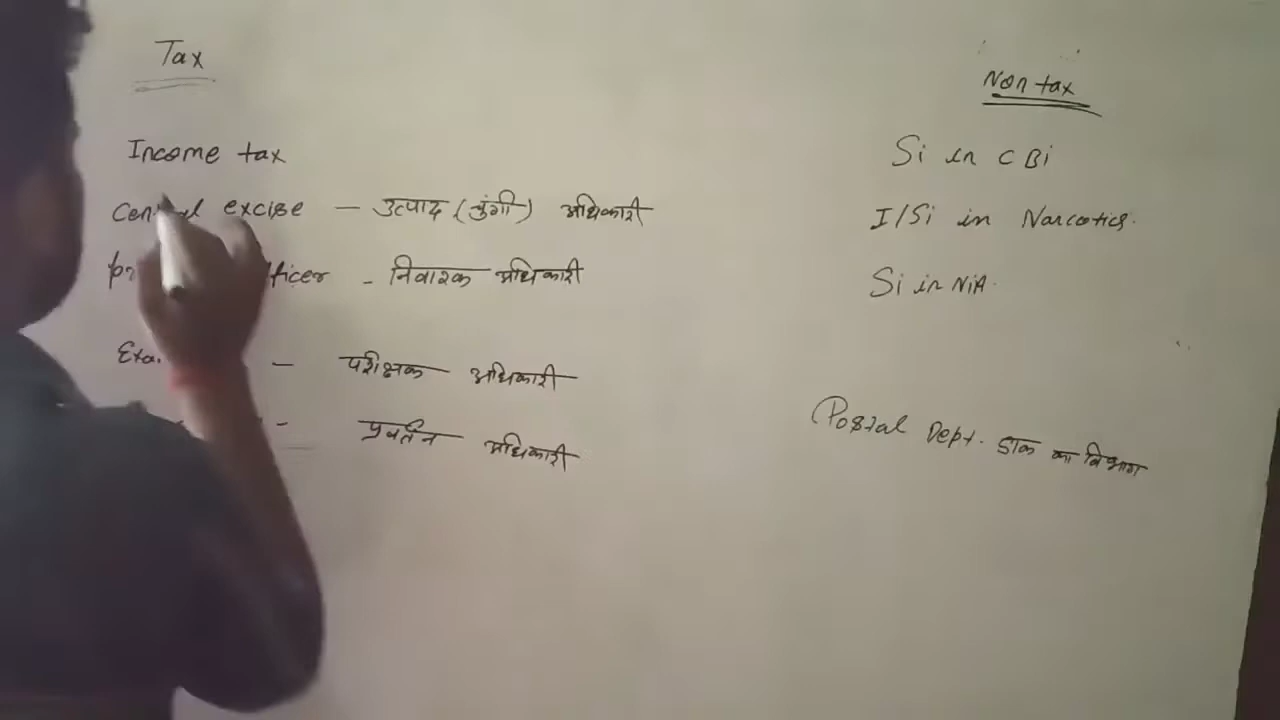 Tax
Income tax
excise — उत्पाद (चुंगी) अधिकारी
- निवारक अधिकारी
— परीक्षक अधिकारी
- प्रवर्तन अधिकारी
Non tax
Si in CBi
I/Si in Narcotics.
Si in NiA.
Postal Dept. डाक का विभाग